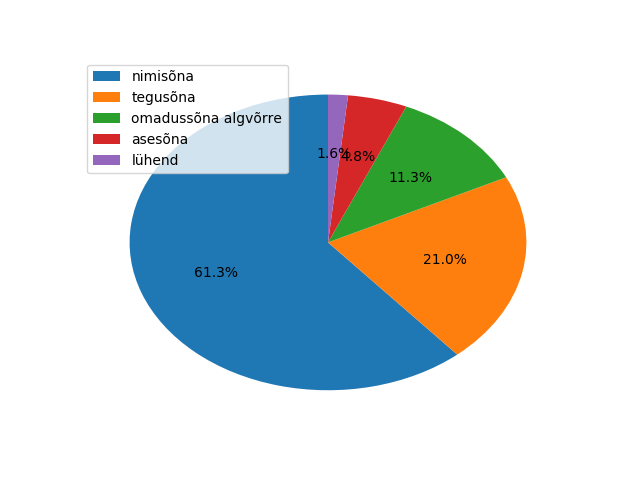 nimisõna
tegusõna
omadussõna algvõrre
asesõna
lühend
1.6%
4.8%
11.3%
21.0%
61.3%